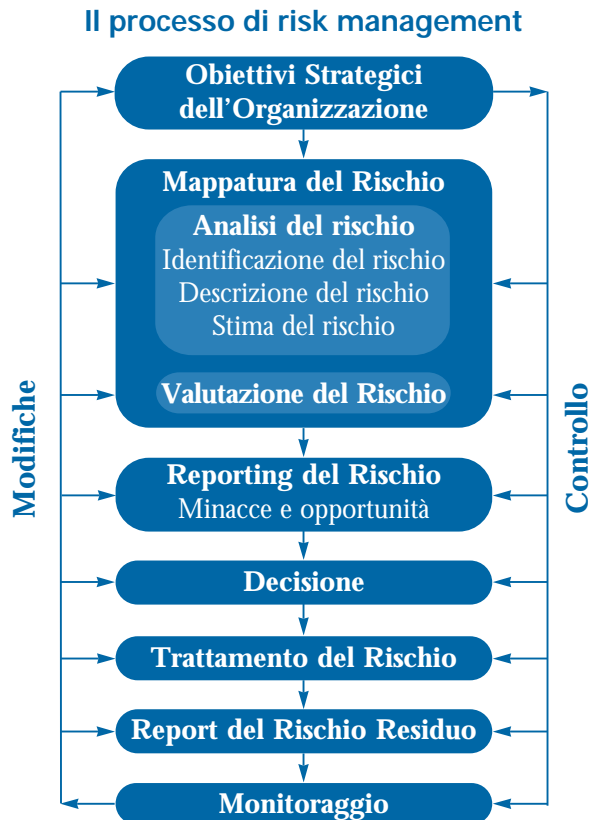 Il processo di risk management
Obiettivi Strategici
dell'Organizzazione
Mappatura del Rischio
Analisi del rischio
Identificazione del rischio
Descrizione del rischio
Stima del rischio
Valutazione del Rischio
Reporting del Rischio
Minacce e opportunità
Decisione
Trattamento del Rischio
Report del Rischio Residuo
Monitoraggio
Modifiche
Controllo